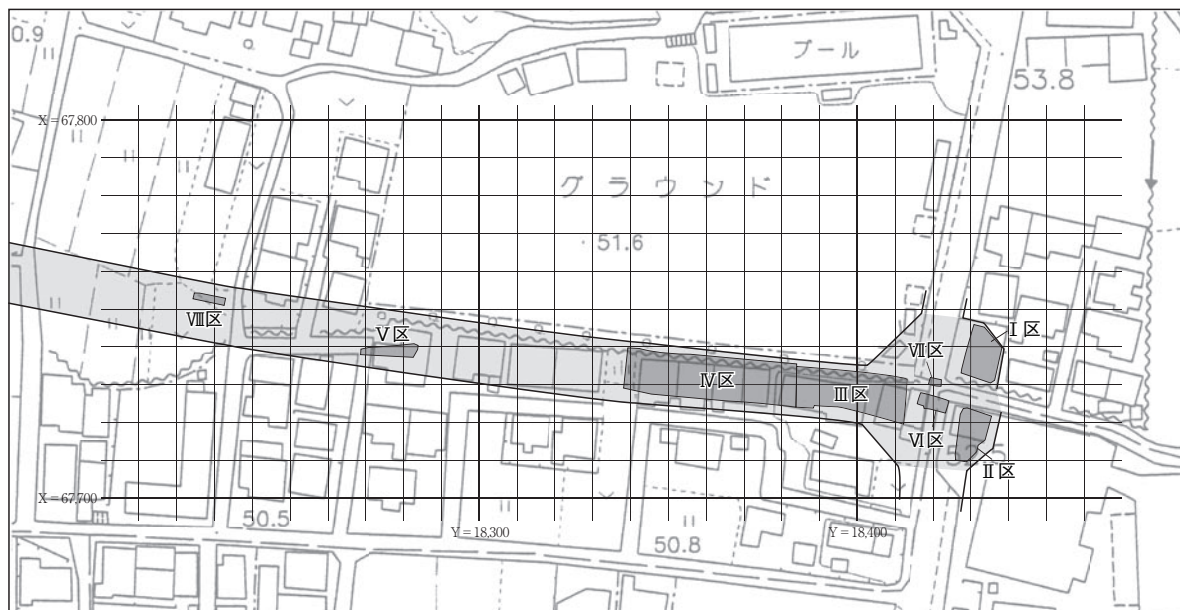 0.9
プール
53.8
X = 67,800
グラウンド
51.6
Ⅷ区
Ⅴ区
Ⅶ区
Ⅰ区
Ⅳ区
Ⅲ区
Ⅵ区
Ⅱ区
X = 67,700
50.5
Y = 18,300
50.8
Y = 18,400